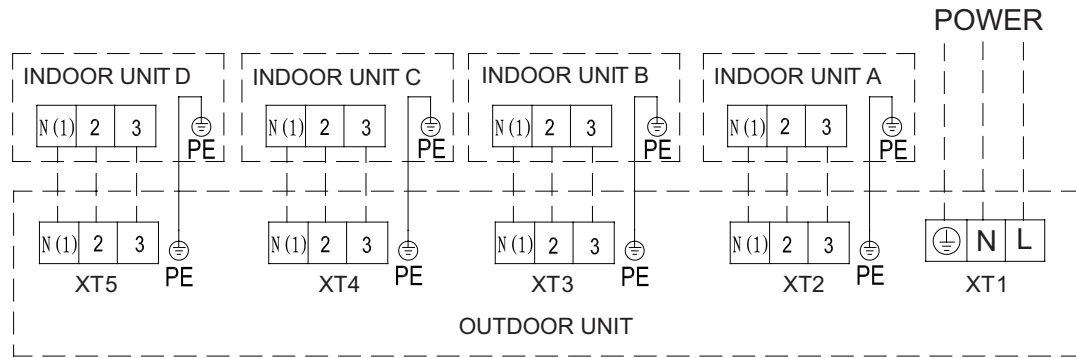 POWER
INDOOR UNIT D INDOOR UNIT C INDOOR UNIT B INDOOR UNIT A
N(1) 2 3 PE N(1) 2 3 PE N(1) 2 3 PE N(1) 2 3 PE
N(1) 2 3 PE N(1) 2 3 PE N(1) 2 3 PE N(1) 2 3 PE N L
XT5 XT4 XT3 XT2 XT1
OUTDOOR UNIT